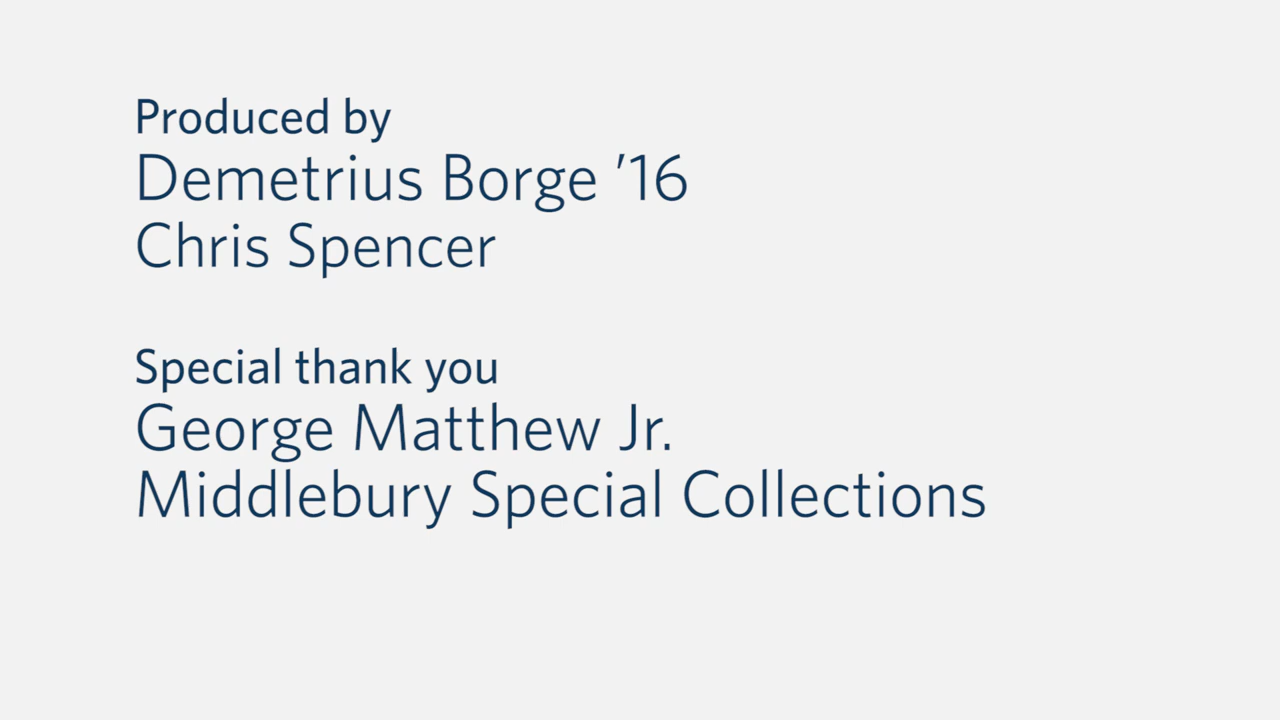 Produced by
Demetrius Borge ’16
Chris Spencer
Special thank you
George Matthew Jr.
Middlebury Special Collections